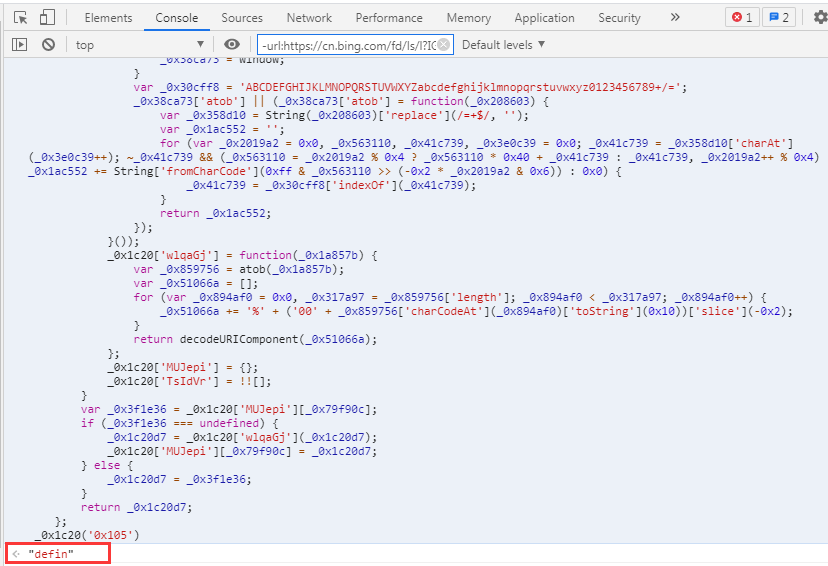 Elements Console Sources Network Performance Memory Application Security » 1 2
top ▼ -url:https://cn.bing.com/fd/ls/l?IG Default levels ▼
_0x38ca73 = window;
}
var _0x30cff8 = 'ABCDEFGHIJKLMNOPQRSTUVWXYZabcdefghijklmnopqrstuvwxyz0123456789+/=';
_0x38ca73['atob'] || (_0x38ca73['atob'] = function(_0x208603) {
var _0x358d10 = String(_0x208603)['replace'](/=+$/, '');
var _0x1ac552 = '';
for (var _0x2019a2 = 0x0, _0x563110, _0x41c739, _0x3e0c39 = 0x0; _0x41c739 = _0x358d10['charAt']
(_0x3e0c39++); ~_0x41c739 && (_0x563110 = _0x2019a2 % 0x4 ? _0x563110 * 0x40 + _0x41c739 : _0x41c739, _0x2019a2++ % 0x4)
_0x1ac552 += String['fromCharCode'](0xff & _0x563110 >> (-0x2 * _0x2019a2 & 0x6)) : 0x0) {
_0x41c739 = _0x30cff8['indexOf'](_0x41c739);
}
return _0x1ac552;
});
}());
_0x1c20['wlqaGj'] = function(_0x1a857b) {
var _0x859756 = atob(_0x1a857b);
var _0x51066a = [];
for (var _0x894af0 = 0x0, _0x317a97 = _0x859756['length']; _0x894af0 < _0x317a97; _0x894af0++) {
_0x51066a += '%' + ('00' + _0x859756['charCodeAt'](_0x894af0)['toString'](0x10))['slice'](-0x2);
}
return decodeURIComponent(_0x51066a);
};
_0x1c20['MUJepi'] = {};
_0x1c20['TsIdVr'] = !![];
}
var _0x3f1e36 = _0x1c20['MUJepi'][_0x79f90c];
if (_0x3f1e36 === undefined) {
_0x1c20d7 = _0x1c20['wlqaGj'](_0x1c20d7);
_0x1c20['MUJepi'][_0x79f90c] = _0x1c20d7;
} else {
_0x1c20d7 = _0x3f1e36;
}
return _0x1c20d7;
};
_0x1c20('0x105')
"defin"